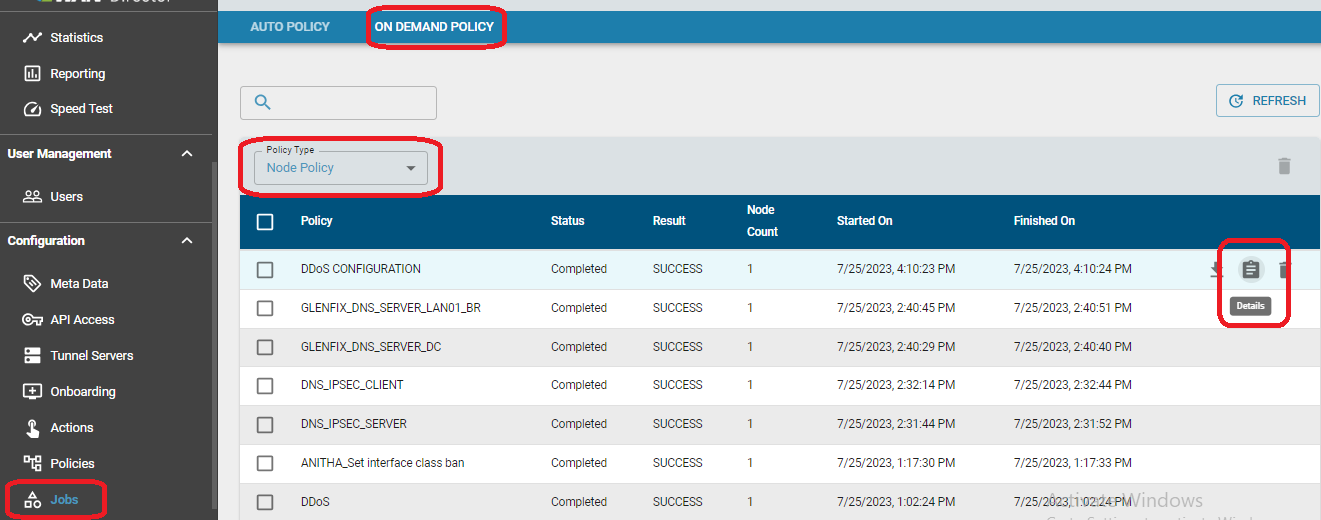 Director
Statistics
Reporting
Speed Test
User Management
Users
Configuration
Meta Data
API Access
Tunnel Servers
Onboarding
Actions
Policies
Jobs
AUTO POLICY ON DEMAND POLICY
REFRESH
Policy Type
Node Policy
Policy Status Result Node Count Started On Finished On
DDoS CONFIGURATION Completed SUCCESS 1 7/25/2023, 4:10:23 PM 7/25/2023, 4:10:24 PM
Details
GLENFIX_DNS_SERVER_LAN01_BR Completed SUCCESS 1 7/25/2023, 2:40:45 PM 7/25/2023, 2:40:51 PM
GLENFIX_DNS_SERVER_DC Completed SUCCESS 1 7/25/2023, 2:40:29 PM 7/25/2023, 2:40:40 PM
DNS_IPSEC_CLIENT Completed SUCCESS 1 7/25/2023, 2:32:14 PM 7/25/2023, 2:32:44 PM
DNS_IPSEC_SERVER Completed SUCCESS 1 7/25/2023, 2:31:44 PM 7/25/2023, 2:31:52 PM
ANITHA_Set interface class ban Completed SUCCESS 1 7/25/2023, 1:17:30 PM 7/25/2023, 1:17:33 PM
DDoS Completed SUCCESS 1 7/25/2023, 1:02:24 PM 7/25/2023, 1:02:24 PM
Activate Windows